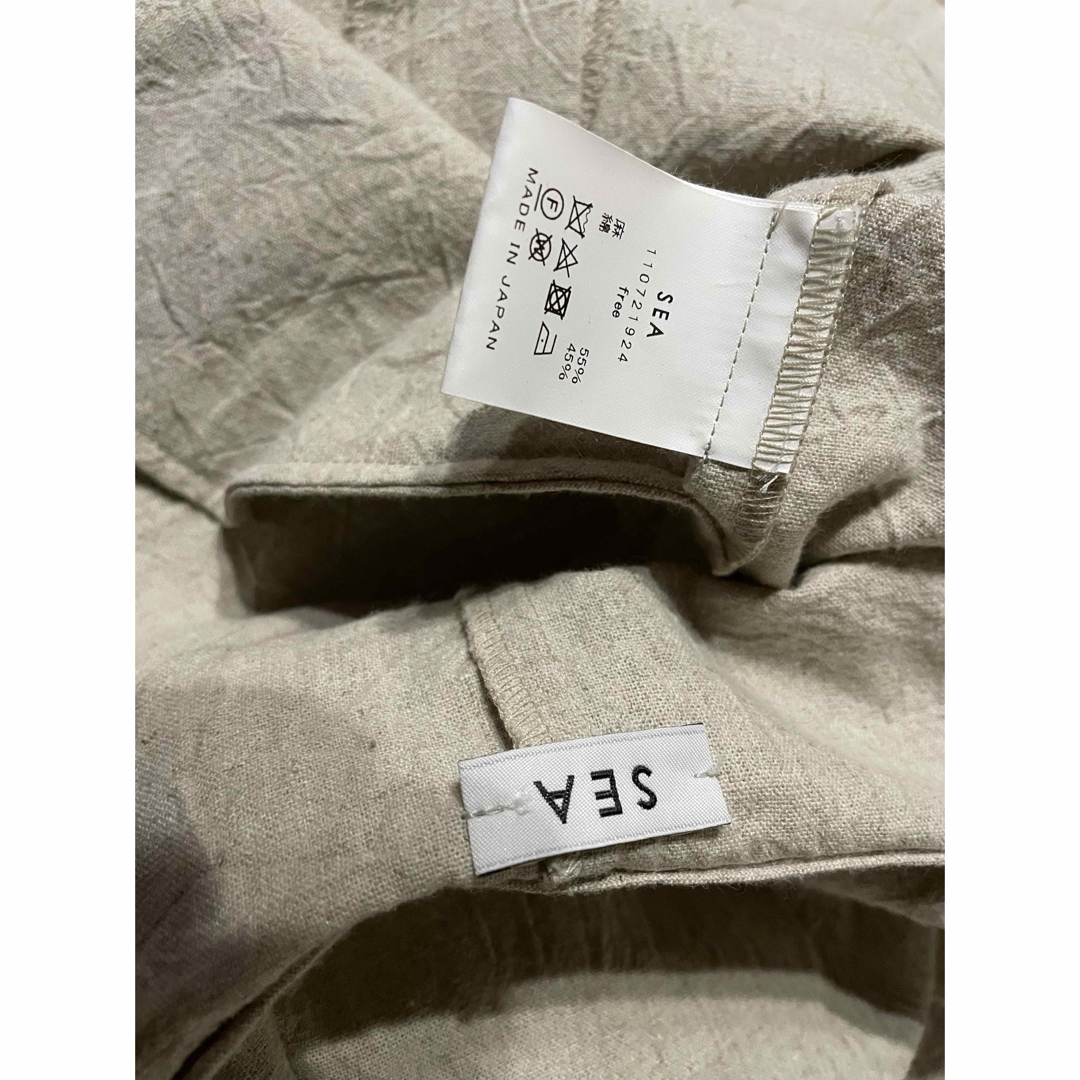 SEA
110721924
free
麻 55%
綿 45%
F
MADE IN JAPAN
SEA